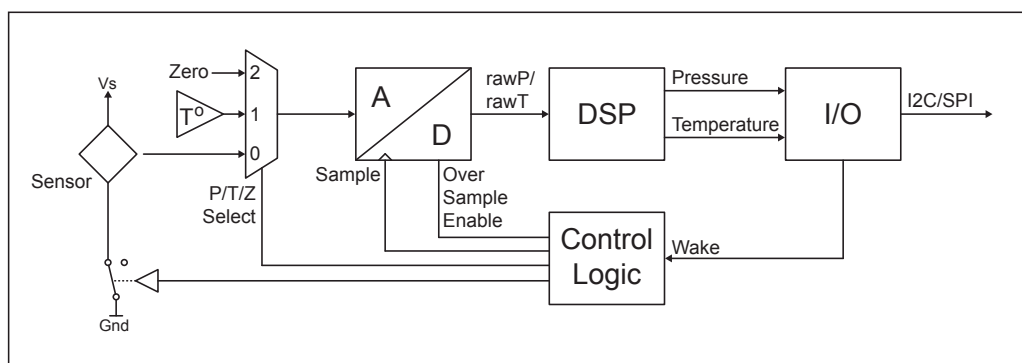 Vs
Sensor
Gnd
Zero
2
T°
1
0
P/T/Z
Select
A
D
Sample
Over
Sample
Enable
rawP/
rawT
DSP
Pressure
Temperature
I/O
I2C/SPI
Control
Logic
Wake